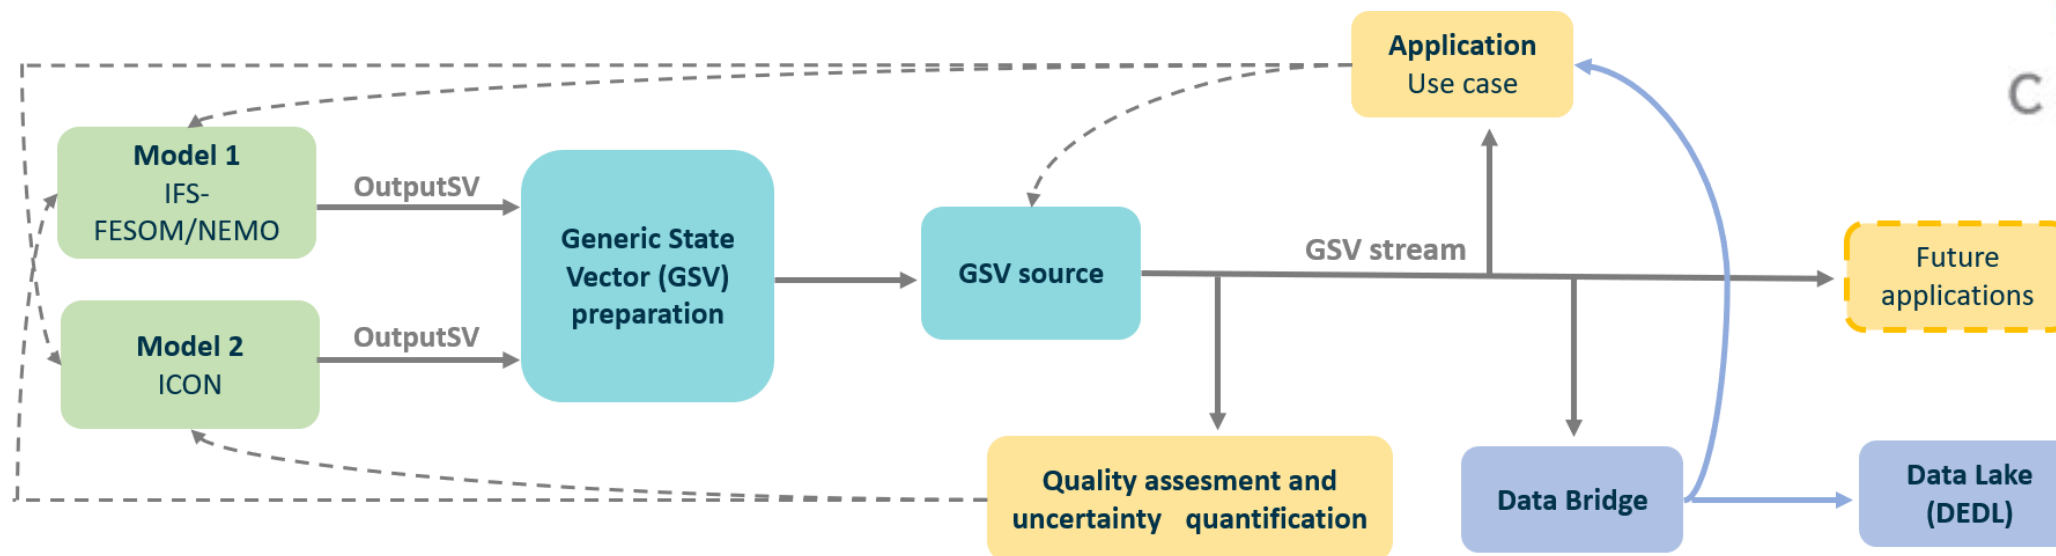 Application
Use case
C
Model 1
IFS-
FESOM/NEMO
OutputSV
Generic State
Vector (GSV)
preparation
GSV source
GSV stream
Future
applications
Model 2
ICON
OutputSV
Quality assesment and
uncertainty quantification
Data Bridge
Data Lake
(DEDL)